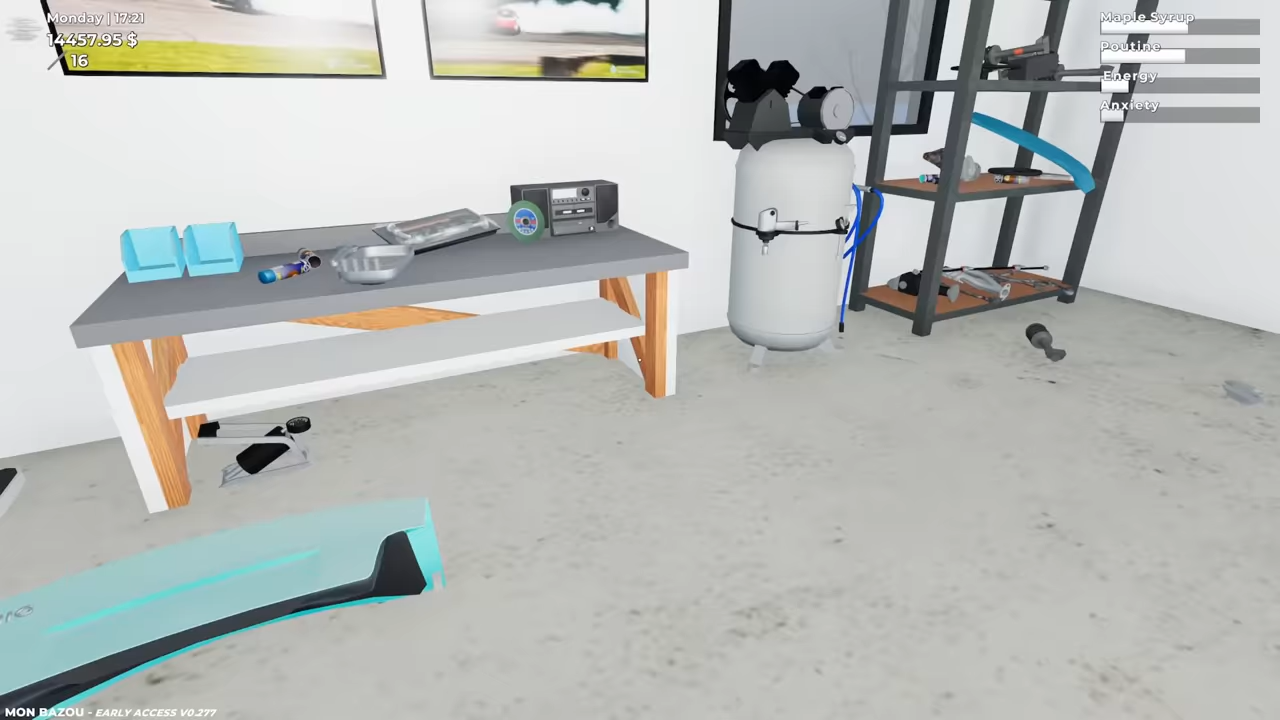 Monday | 17:21
14457.95 $
16
Maple Syrup
Poutine
Energy
Anxiety
MON BAZOU - EARLY ACCESS V0.277